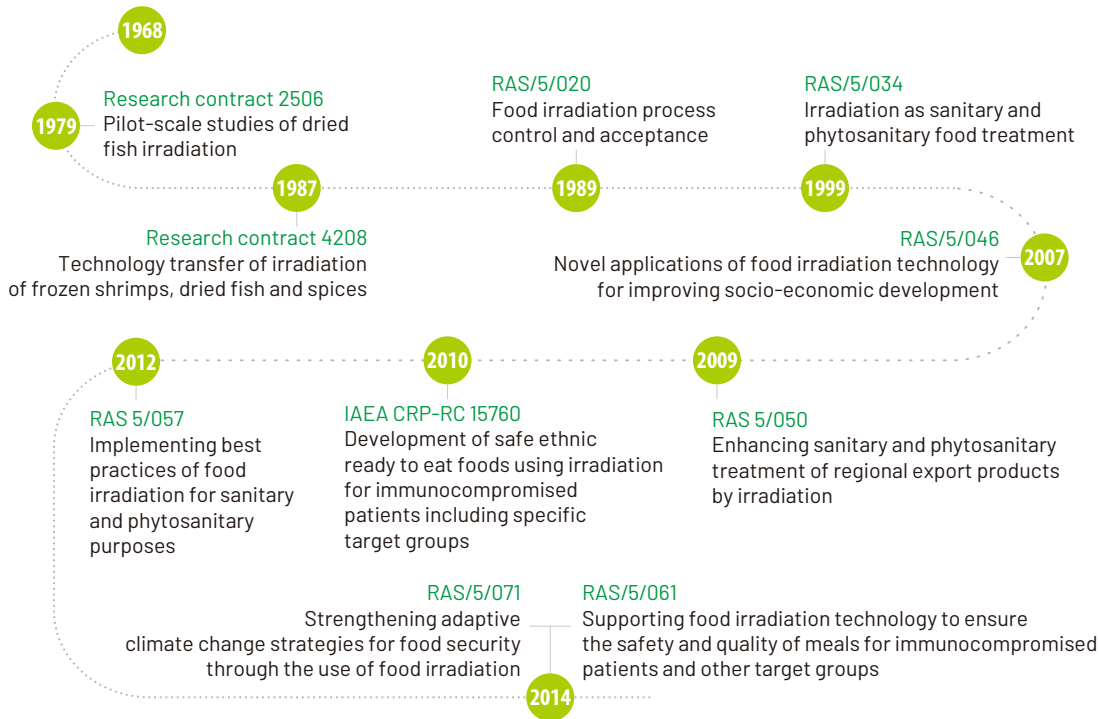 1968
1979
Research contract 2506
Pilot-scale studies of dried
fish irradiation
1987
Research contract 4208
Technology transfer of irradiation
of frozen shrimps, dried fish and spices
RAS/5/020
Food irradiation process
control and acceptance
1989
RAS/5/034
Irradiation as sanitary and
phytosanitary food treatment
1999
RAS/5/046
Novel applications of food irradiation technology
for improving socio-economic development
2007
2009
RAS 5/050
Enhancing sanitary and phytosanitary
treatment of regional export products
by irradiation
2010
IAEA CRP-RC 15760
Development of safe ethnic
ready to eat foods using irradiation
for immunocompromised
patients including specific
target groups
2012
RAS 5/057
Implementing best
practices of food
irradiation for sanitary
and phytosanitary
purposes
RAS/5/071
Strengthening adaptive
climate change strategies for food security
through the use of food irradiation
RAS/5/061
Supporting food irradiation technology to ensure
the safety and quality of meals for immunocompromised
patients and other target groups
2014